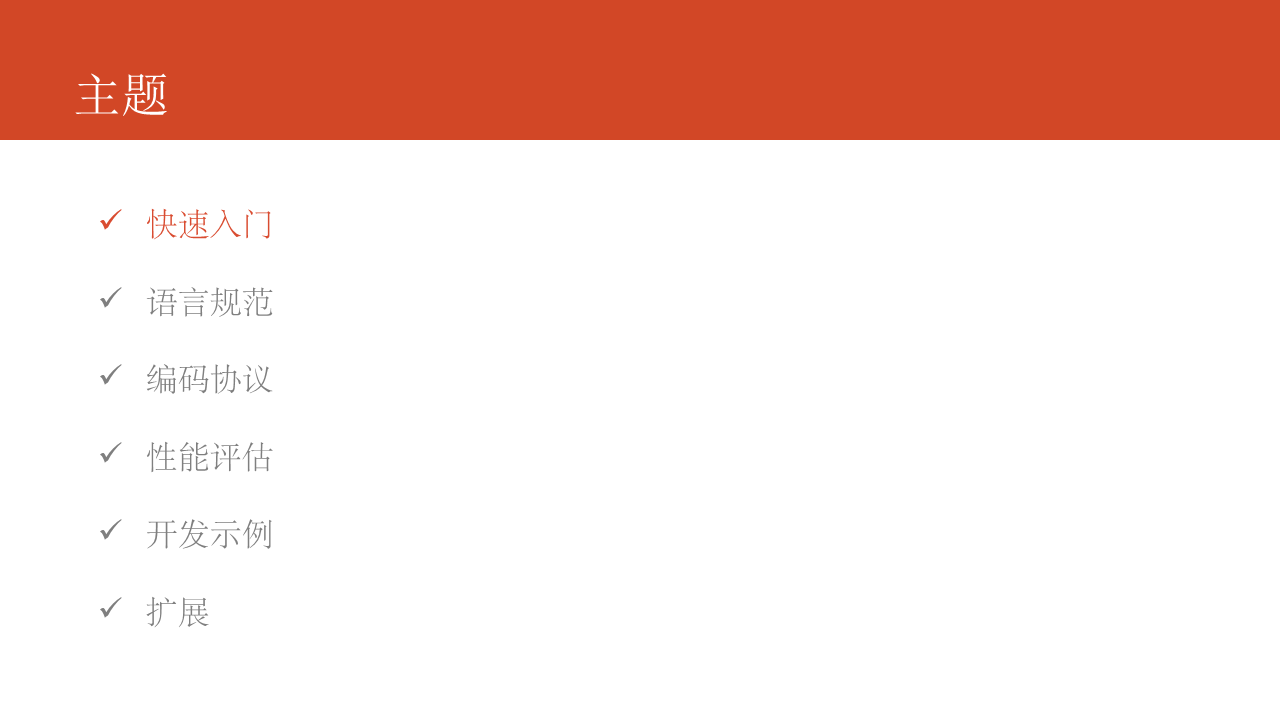 主题
快速入门
语言规范
编码协议
性能评估
开发示例
扩展